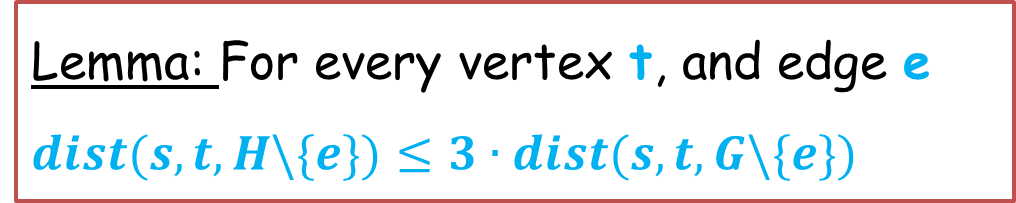 Lemma: For every vertex t, and edge e
dist(s, t, H\{e}) ≤ 3 · dist(s, t, G\{e})